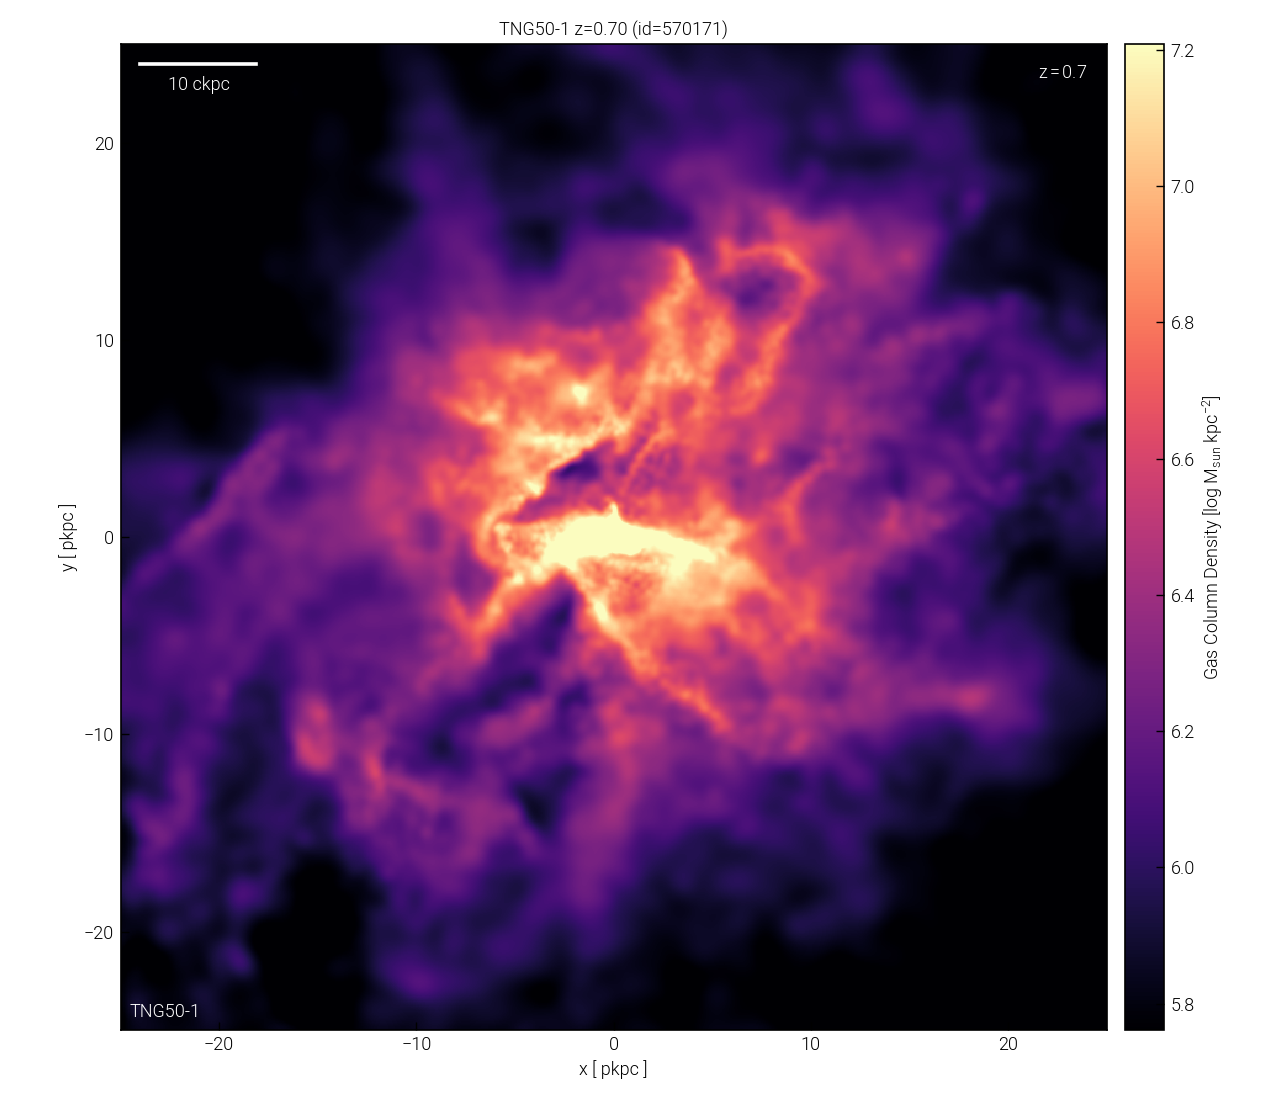 TNG50-1 z=0.70 (id=570171)
10 ckpc
z=0.7
TNG50-1
y [ pkpc ]
20
10
0
−10
−20
−20
−10
0
10
20
x [ pkpc ]
7.2
7.0
6.8
6.6
6.4
6.2
6.0
5.8
Gas Column Density [log M_sun kpc^−2]